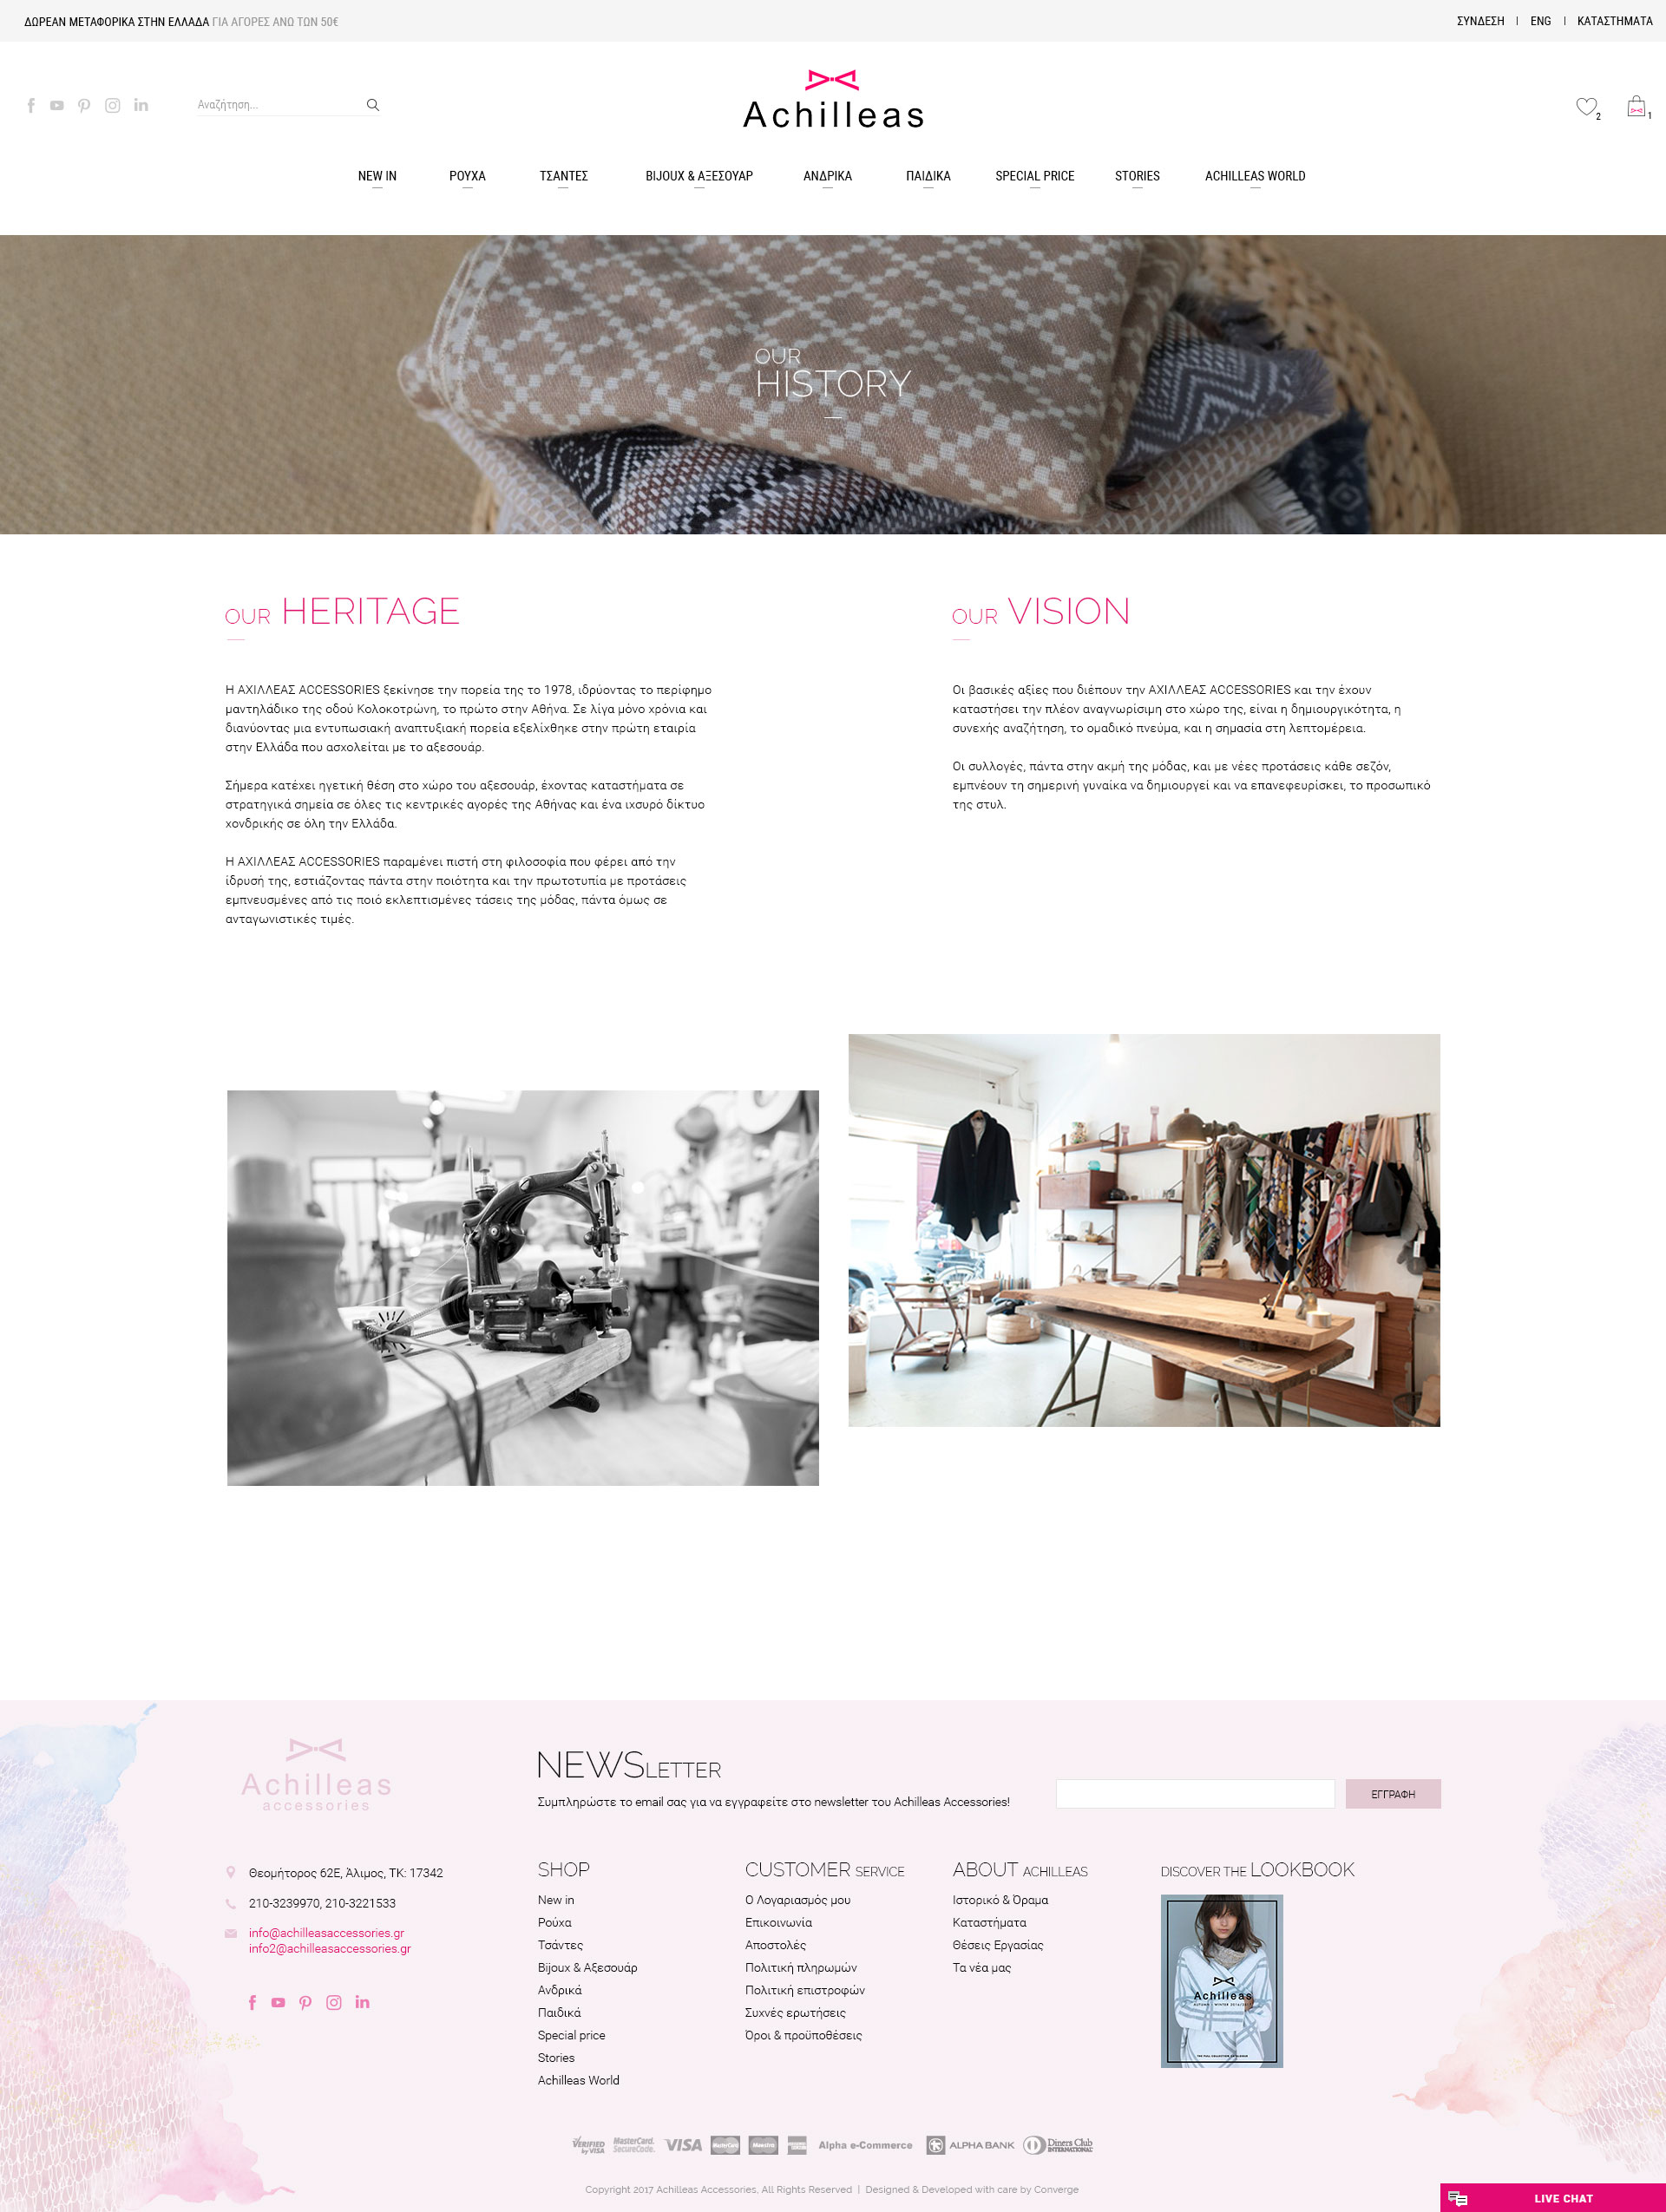 ΔΩΡΕΑΝ ΜΕΤΑΦΟΡΙΚΑ ΣΤΗΝ ΕΛΛΑΔΑ ΓΙΑ ΑΓΟΡΕΣ ΑΝΩ ΤΩΝ 50€
ΣΥΝΔΕΣΗ | ENG | ΚΑΤΑΣΤΗΜΑΤΑ
Αναζήτηση...
Achilleas
2
1
NEW IN ΡΟΥΧΑ ΤΣΑΝΤΕΣ BIJOUX & ΑΞΕΣΟΥΑΡ ΑΝΔΡΙΚΑ ΠΑΙΔΙΚΑ SPECIAL PRICE STORIES ACHILLEAS WORLD
OUR
HISTORY
OUR HERITAGE
Η ΑΧΙΛΛΕΑΣ ACCESSORIES ξεκίνησε την πορεία της το 1978, ιδρύοντας το περίφημο
μαντηλάδικο της οδού Κολοκοτρώνη, το πρώτο στην Αθήνα. Σε λίγα μόνο χρόνια και
διανύοντας μια εντυπωσιακή αναπτυξιακή πορεία εξελίχθηκε στην πρώτη εταιρία
στην Ελλάδα που ασχολείται με το αξεσουάρ.
Σήμερα κατέχει ηγετική θέση στο χώρο του αξεσουάρ, έχοντας καταστήματα σε
στρατηγικά σημεία σε όλες τις κεντρικές αγορές της Αθήνας και ένα ισχυρό δίκτυο
χονδρικής σε όλη την Ελλάδα.
Η ΑΧΙΛΛΕΑΣ ACCESSORIES παραμένει πιστή στη φιλοσοφία που φέρει από την
ίδρυσή της, εστιάζοντας πάντα στην ποιότητα και την πρωτοτυπία με προτάσεις
εμπνευσμένες από τις ποιό εκλεπτισμένες τάσεις της μόδας, πάντα όμως σε
ανταγωνιστικές τιμές.
OUR VISION
Οι βασικές αξίες που διέπουν την ΑΧΙΛΛΕΑΣ ACCESSORIES και την έχουν
καταστήσει την πλέον αναγνωρίσιμη στο χώρο της, είναι η δημιουργικότητα, η
συνεχής αναζήτηση, το ομαδικό πνεύμα, και η σημασία στη λεπτομέρεια.
Οι συλλογές, πάντα στην ακμή της μόδας, και με νέες προτάσεις κάθε σεζόν,
εμπνέουν τη σημερινή γυναίκα να δημιουργεί και να επανεφευρίσκει, το προσωπικό
της στυλ.
Achilleas
accessories
NEWSLETTER
Συμπληρώστε το email σας για να εγγραφείτε στο newsletter του Achilleas Accessories!
ΕΓΓΡΑΦΗ
Θεομήτορος 62Ε, Άλιμος, ΤΚ: 17342
210-3239970, 210-3221533
info@achilleasaccessories.gr
info2@achilleasaccessories.gr
SHOP
New in
Ρούχα
Τσάντες
Bijoux & Αξεσουάρ
Ανδρικά
Παιδικά
Special price
Stories
Achilleas World
CUSTOMER SERVICE
Ο Λογαριασμός μου
Επικοινωνία
Αποστολές
Πολιτική πληρωμών
Πολιτική επιστροφών
Συχνές ερωτήσεις
Όροι & προϋποθέσεις
ABOUT ACHILLEAS
Ιστορικό & Όραμα
Καταστήματα
Θέσεις Εργασίας
Τα νέα μας
DISCOVER THE LOOKBOOK
Achilleas
VERIFIED by VISA MasterCard. SecureCode. VISA MasterCard Maestro Alpha e-Commerce ALPHA BANK Diners Club INTERNATIONAL
Copyright 2017 Achilleas Accessories, All Rights Reserved | Designed & Developed with care by Converge
LIVE CHAT